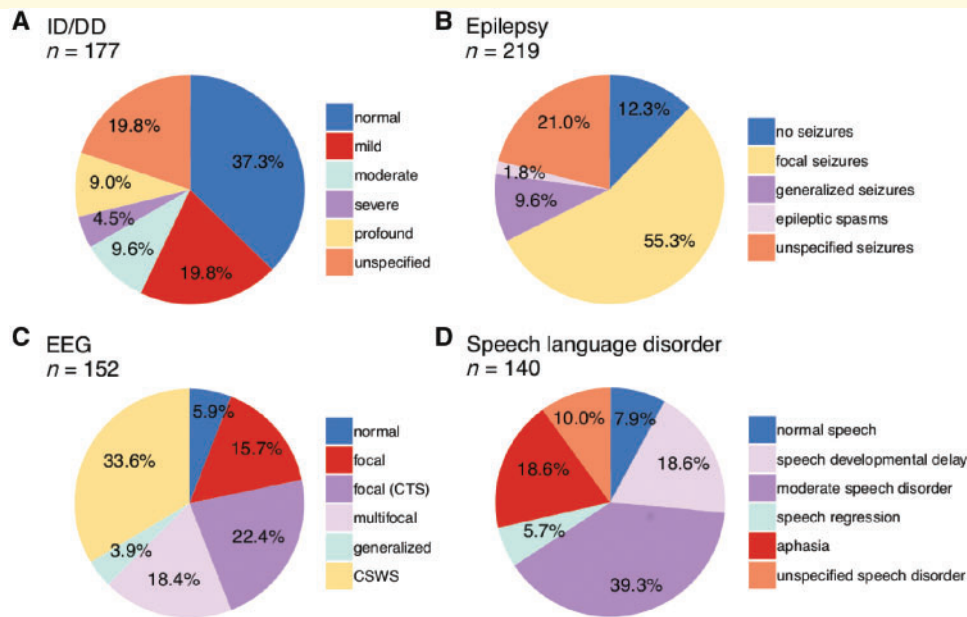 A ID/DD
n = 177
37.3%
19.8%
9.6%
4.5%
9.0%
19.8%
normal
mild
moderate
severe
profound
unspecified
B Epilepsy
n = 219
12.3%
55.3%
9.6%
1.8%
21.0%
no seizures
focal seizures
generalized seizures
epileptic spasms
unspecified seizures
C EEG
n = 152
5.9%
15.7%
22.4%
18.4%
3.9%
33.6%
normal
focal
focal (CTS)
multifocal
generalized
CSWS
D Speech language disorder
n = 140
7.9%
18.6%
39.3%
5.7%
18.6%
10.0%
normal speech
speech developmental delay
moderate speech disorder
speech regression
aphasia
unspecified speech disorder